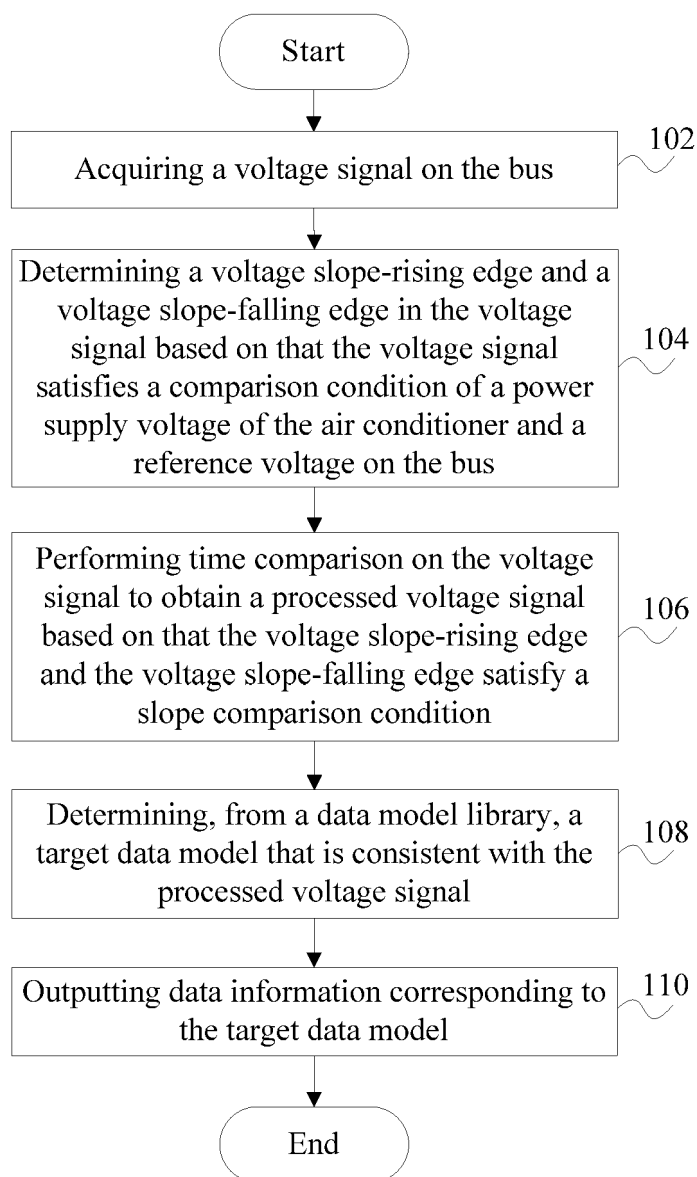 Start
Acquiring a voltage signal on the bus
102
Determining a voltage slope-rising edge and a
voltage slope-falling edge in the voltage
signal based on that the voltage signal
satisfies a comparison condition of a power
supply voltage of the air conditioner and a
reference voltage on the bus
104
Performing time comparison on the voltage
signal to obtain a processed voltage signal
based on that the voltage slope-rising edge
and the voltage slope-falling edge satisfy a
slope comparison condition
106
Determining, from a data model library, a
target data model that is consistent with the
processed voltage signal
108
Outputting data information corresponding to
the target data model
110
End